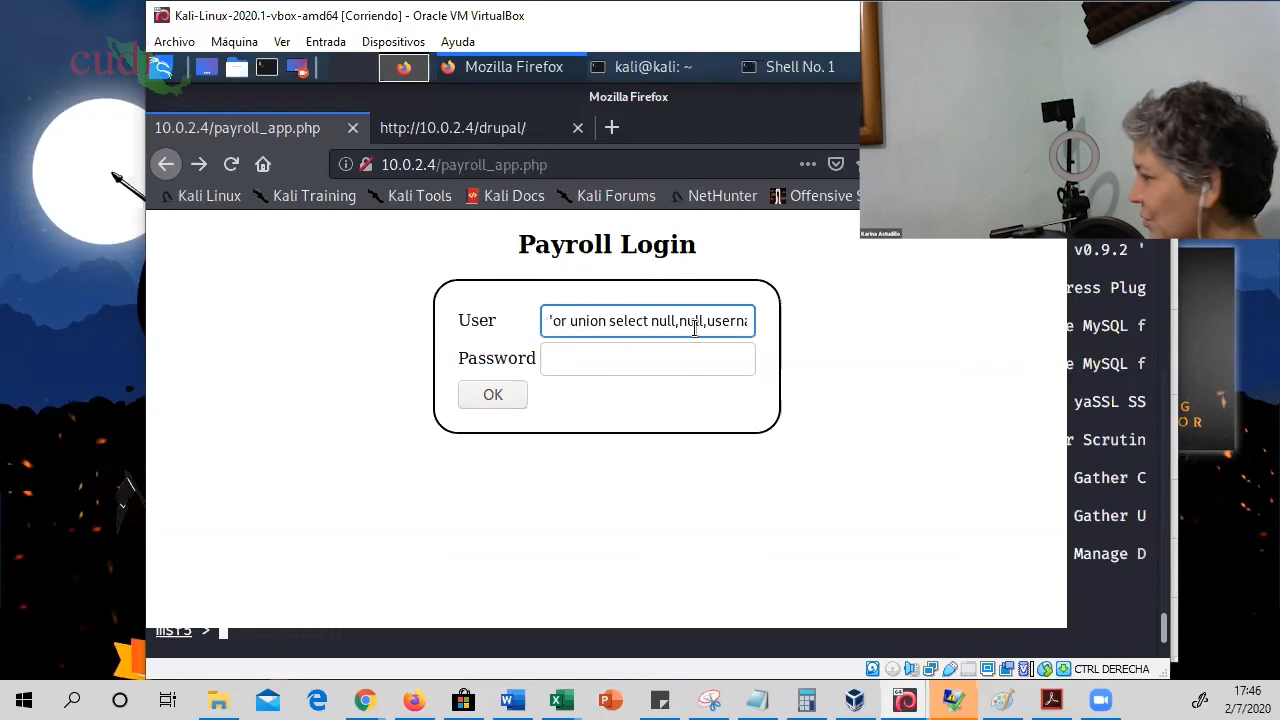 Kali-Linux-2020.1-vbox-amd64 [Corriendo] - Oracle VM VirtualBox
Archivo Máquina Ver Entrada Dispositivos Ayuda
cudi
Mozilla Firefox kali@kali: ~ Shell No. 1
Mozilla Firefox
10.0.2.4/payroll_app.php http://10.0.2.4/drupal/
10.0.2.4/payroll_app.php
Kali Linux Kali Training Kali Tools Kali Docs Kali Forums NetHunter Offensive
Karina Astudillo
Payroll Login
User 'or union select null,null,userna
Password
OK
v0.9.2 '
ress Plug
e MySQL f
e MySQL f
yaSSL SS
r Scrutin
Gather C
Gather U
Manage D
G
OR
msf5 >
CTRL DERECHA
17:46
2/7/2020